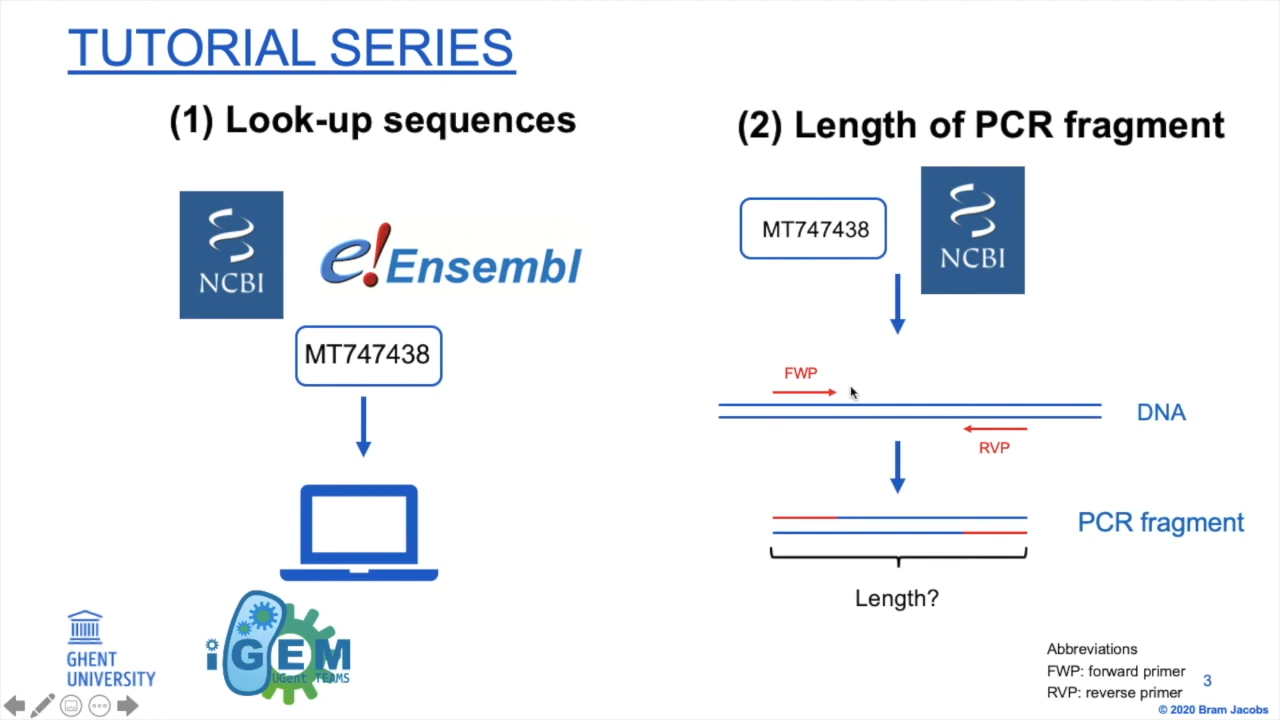 TUTORIAL SERIES
(1) Look-up sequences
NCBI
e!Ensembl
MT747438
(2) Length of PCR fragment
MT747438
NCBI
FWP
DNA
RVP
PCR fragment
Length?
GHENT
UNIVERSITY
iGEM
UGent TEAMS
Abbreviations
FWP: forward primer
RVP: reverse primer
3
© 2020 Bram Jacobs